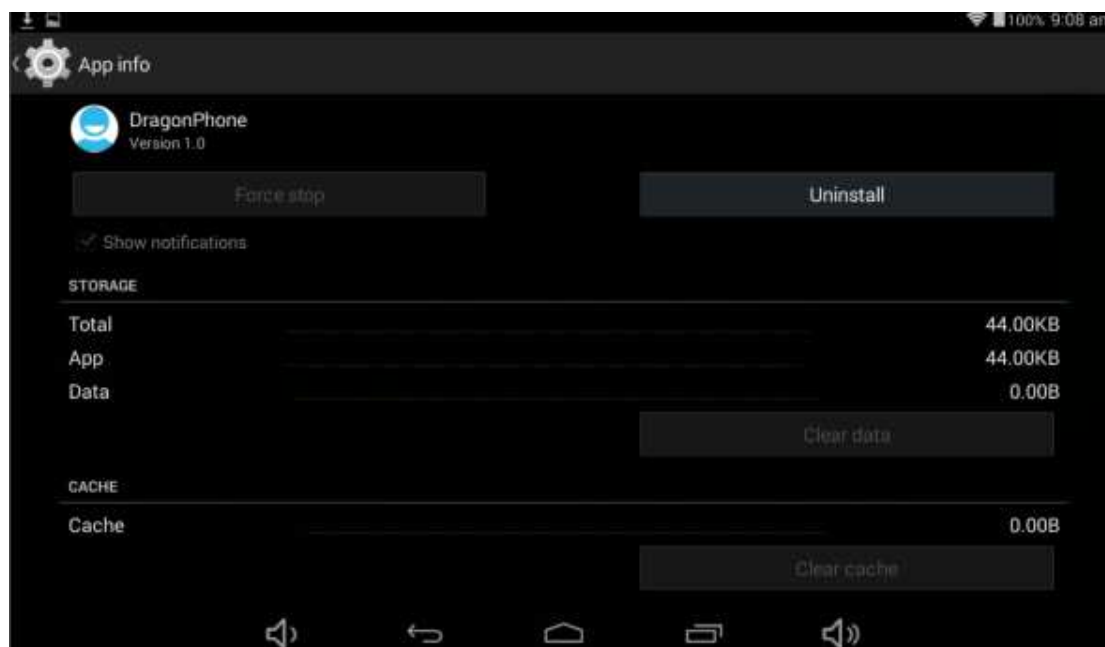 100% 9:08 am
App info
DragonPhone
Version 1.0
Force stop
Uninstall
Show notifications
STORAGE
Total 44.00KB
App 44.00KB
Data 0.00B
Clear data
CACHE
Cache 0.00B
Clear cache